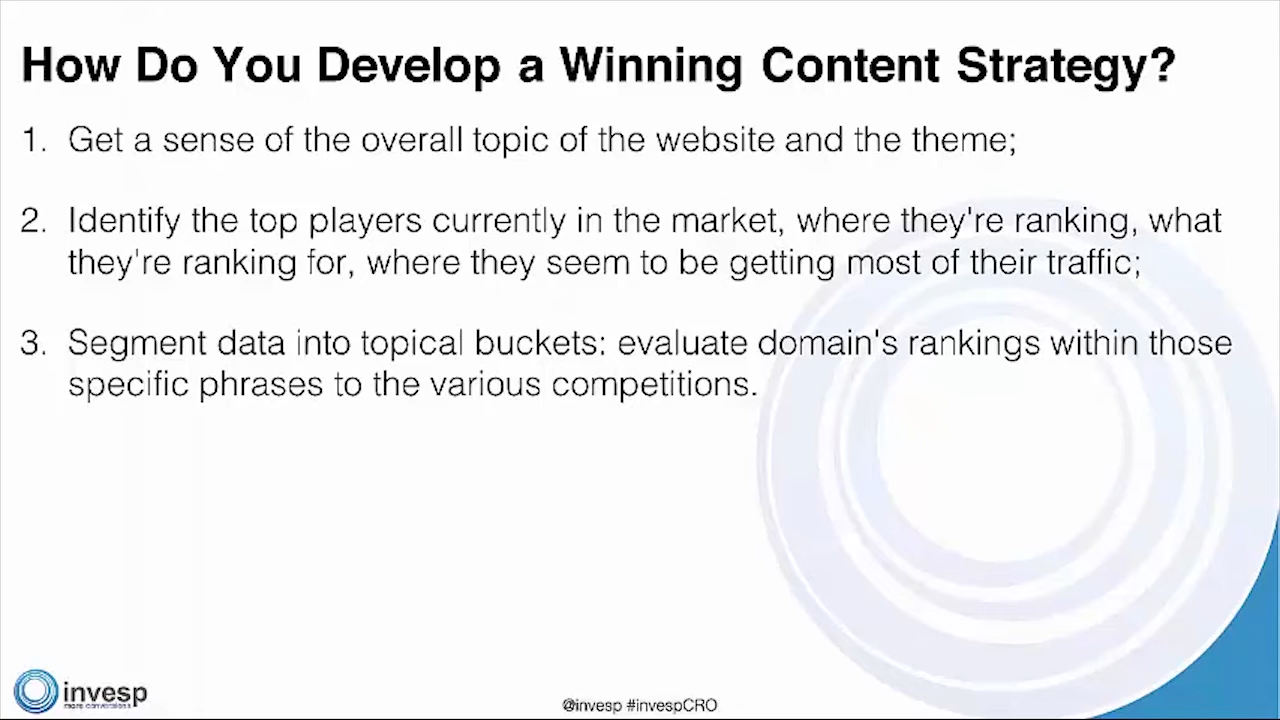 How Do You Develop a Winning Content Strategy?
1. Get a sense of the overall topic of the website and the theme;
2. Identify the top players currently in the market, where they're ranking, what
they're ranking for, where they seem to be getting most of their traffic;
3. Segment data into topical buckets: evaluate domain's rankings within those
specific phrases to the various competitions.
invesp
more conversions
@invesp #invespCRO